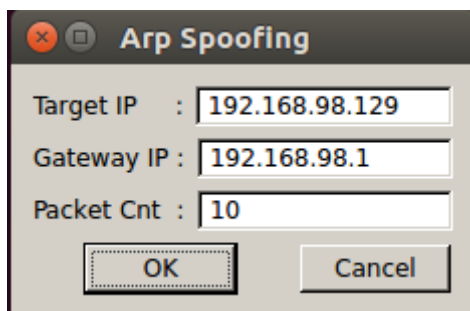 Arp Spoofing
Target IP : 192.168.98.129
Gateway IP : 192.168.98.1
Packet Cnt : 10
OK Cancel